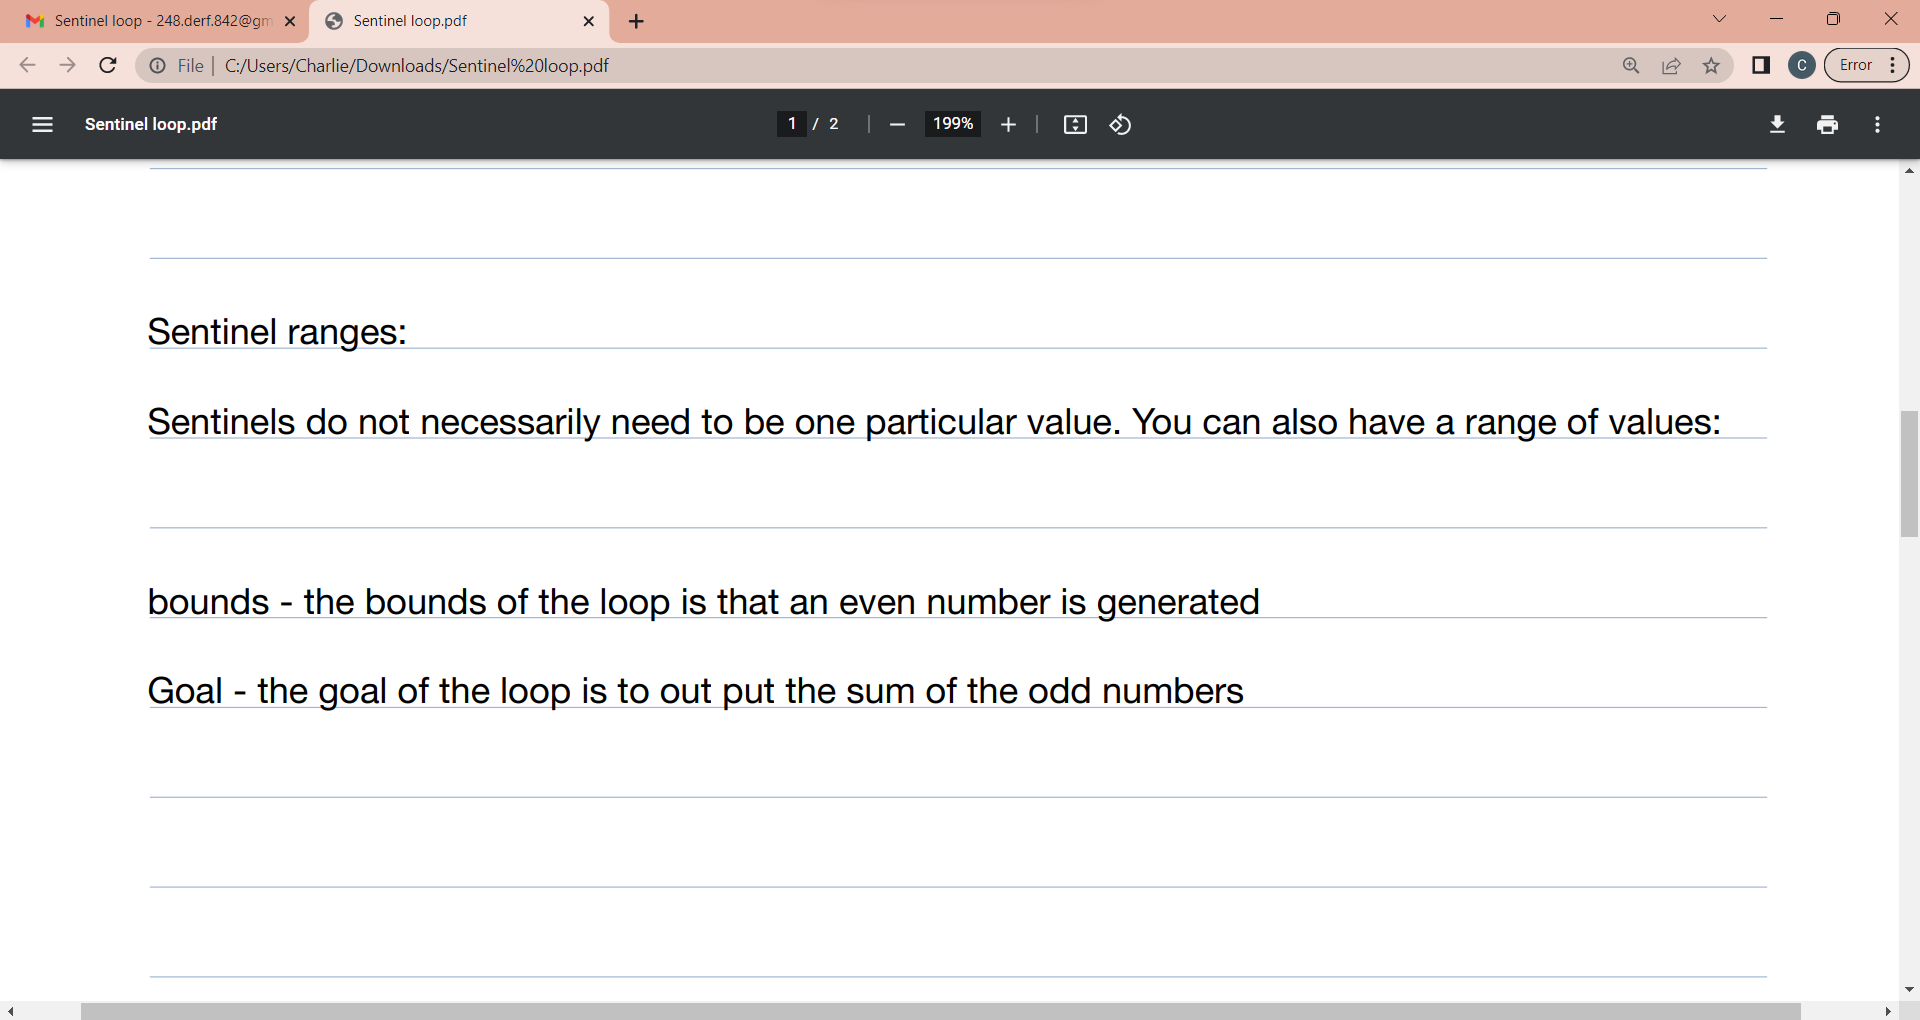 Sentinel loop - 248.derf.842@gm
Sentinel loop.pdf
File | C:/Users/Charlie/Downloads/Sentinel%20loop.pdf
C
Error
Sentinel loop.pdf
1 / 2
199%
Sentinel ranges:
Sentinels do not necessarily need to be one particular value. You can also have a range of values:
bounds - the bounds of the loop is that an even number is generated
Goal - the goal of the loop is to out put the sum of the odd numbers